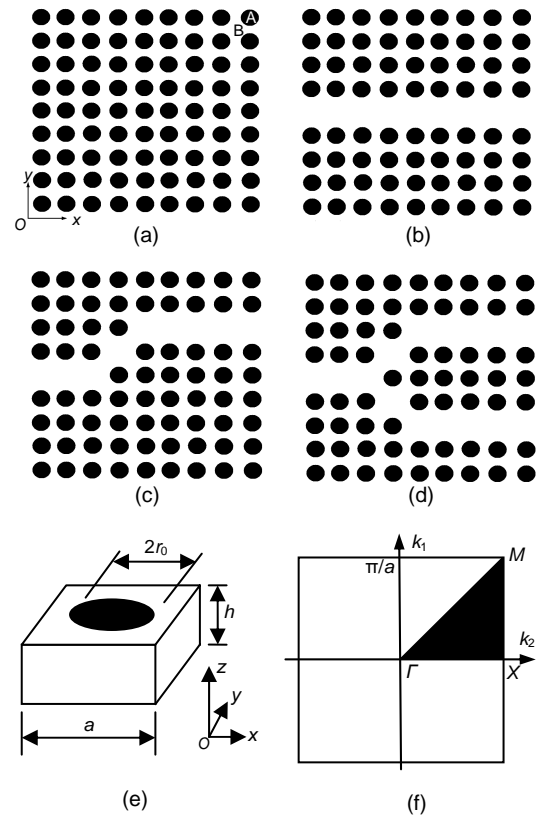 A
B
y
O
x
(a)
(b)
(c)
(d)
2r₀
h
a
z
y
O
x
(e)
k₁
π/a
M
k₂
Γ
X
(f)